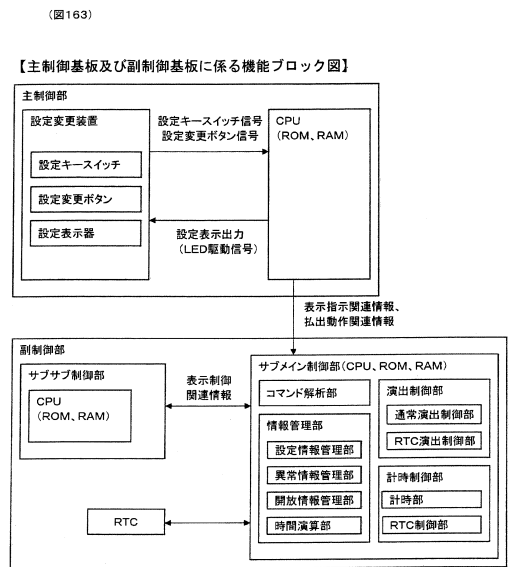 (図163)
【主制御基板及び副制御基板に係る機能ブロック図】
主制御部
設定変更装置
設定キースイッチ
設定変更ボタン
設定表示器
設定キースイッチ信号
設定変更ボタン信号
設定表示出力
(LED駆動信号)
CPU
(ROM、RAM)
表示指示関連情報、
払出動作関連情報
副制御部
サブサブ制御部
CPU
(ROM、RAM)
表示制御
関連情報
RTC
サブメイン制御部(CPU、ROM、RAM)
コマンド解析部
情報管理部
設定情報管理部
異常情報管理部
開放情報管理部
時間演算部
演出制御部
通常演出制御部
RTC演出制御部
計時制御部
計時部
RTC制御部